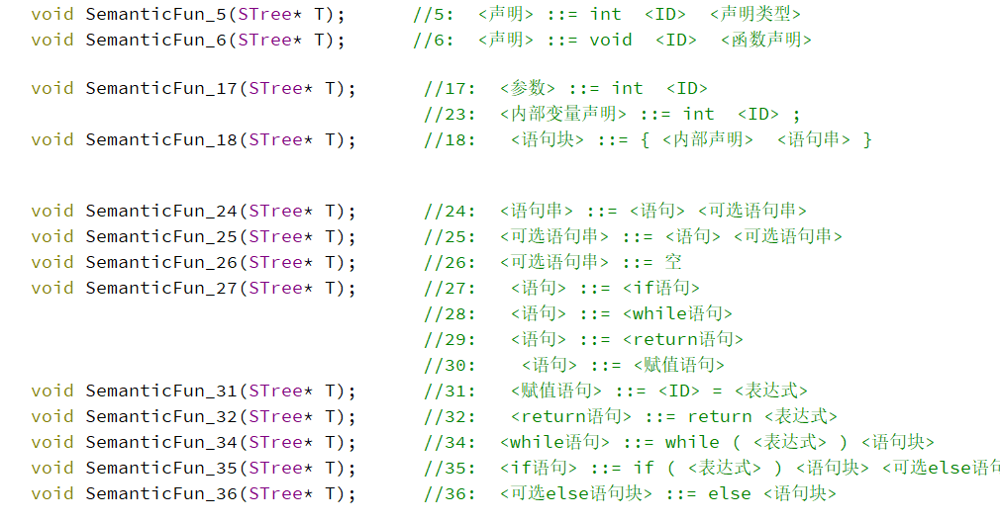 void SemanticFun_5(STree* T); //5: <声明> ::= int <ID> <声明类型>
void SemanticFun_6(STree* T); //6: <声明> ::= void <ID> <函数声明>
void SemanticFun_17(STree* T); //17: <参数> ::= int <ID>
//23: <内部变量声明> ::= int <ID> ;
void SemanticFun_18(STree* T); //18: <语句块> ::= { <内部声明> <语句串> }
void SemanticFun_24(STree* T); //24: <语句串> ::= <语句> <可选语句串>
void SemanticFun_25(STree* T); //25: <可选语句串> ::= <语句> <可选语句串>
void SemanticFun_26(STree* T); //26: <可选语句串> ::= 空
void SemanticFun_27(STree* T); //27: <语句> ::= <if语句>
//28: <语句> ::= <while语句>
//29: <语句> ::= <return语句>
//30: <语句> ::= <赋值语句>
void SemanticFun_31(STree* T); //31: <赋值语句> ::= <ID> = <表达式>
void SemanticFun_32(STree* T); //32: <return语句> ::= return <表达式>
void SemanticFun_34(STree* T); //34: <while语句> ::= while ( <表达式> ) <语句块>
void SemanticFun_35(STree* T); //35: <if语句> ::= if ( <表达式> ) <语句块> <可选else语句
void SemanticFun_36(STree* T); //36: <可选else语句块> ::= else <语句块>